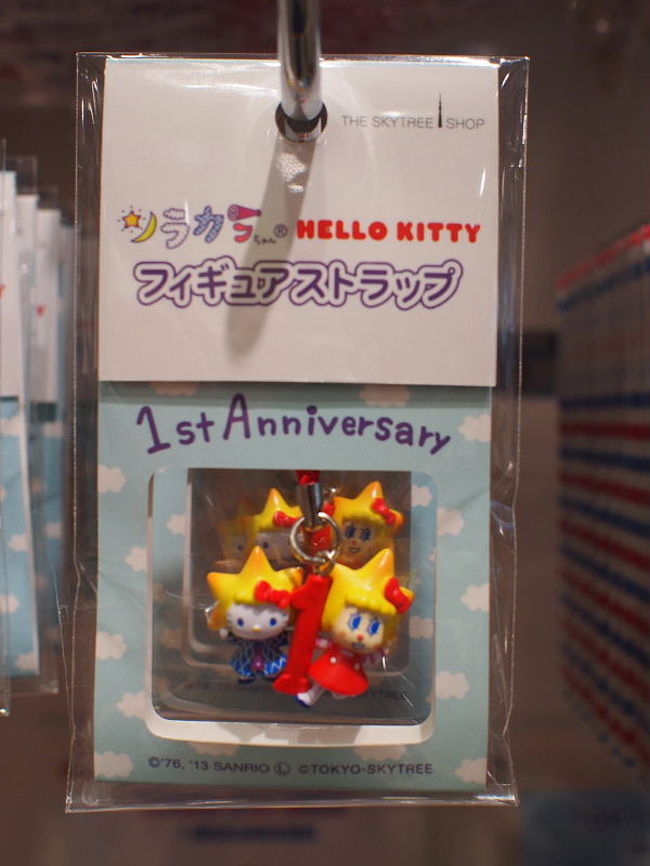 THE SKYTREE SHOP
ソラカラちゃん® HELLO KITTY
フィギュアストラップ
1st Anniversary
1
©'76, '13 SANRIO Ⓛ ©TOKYO-SKYTREE